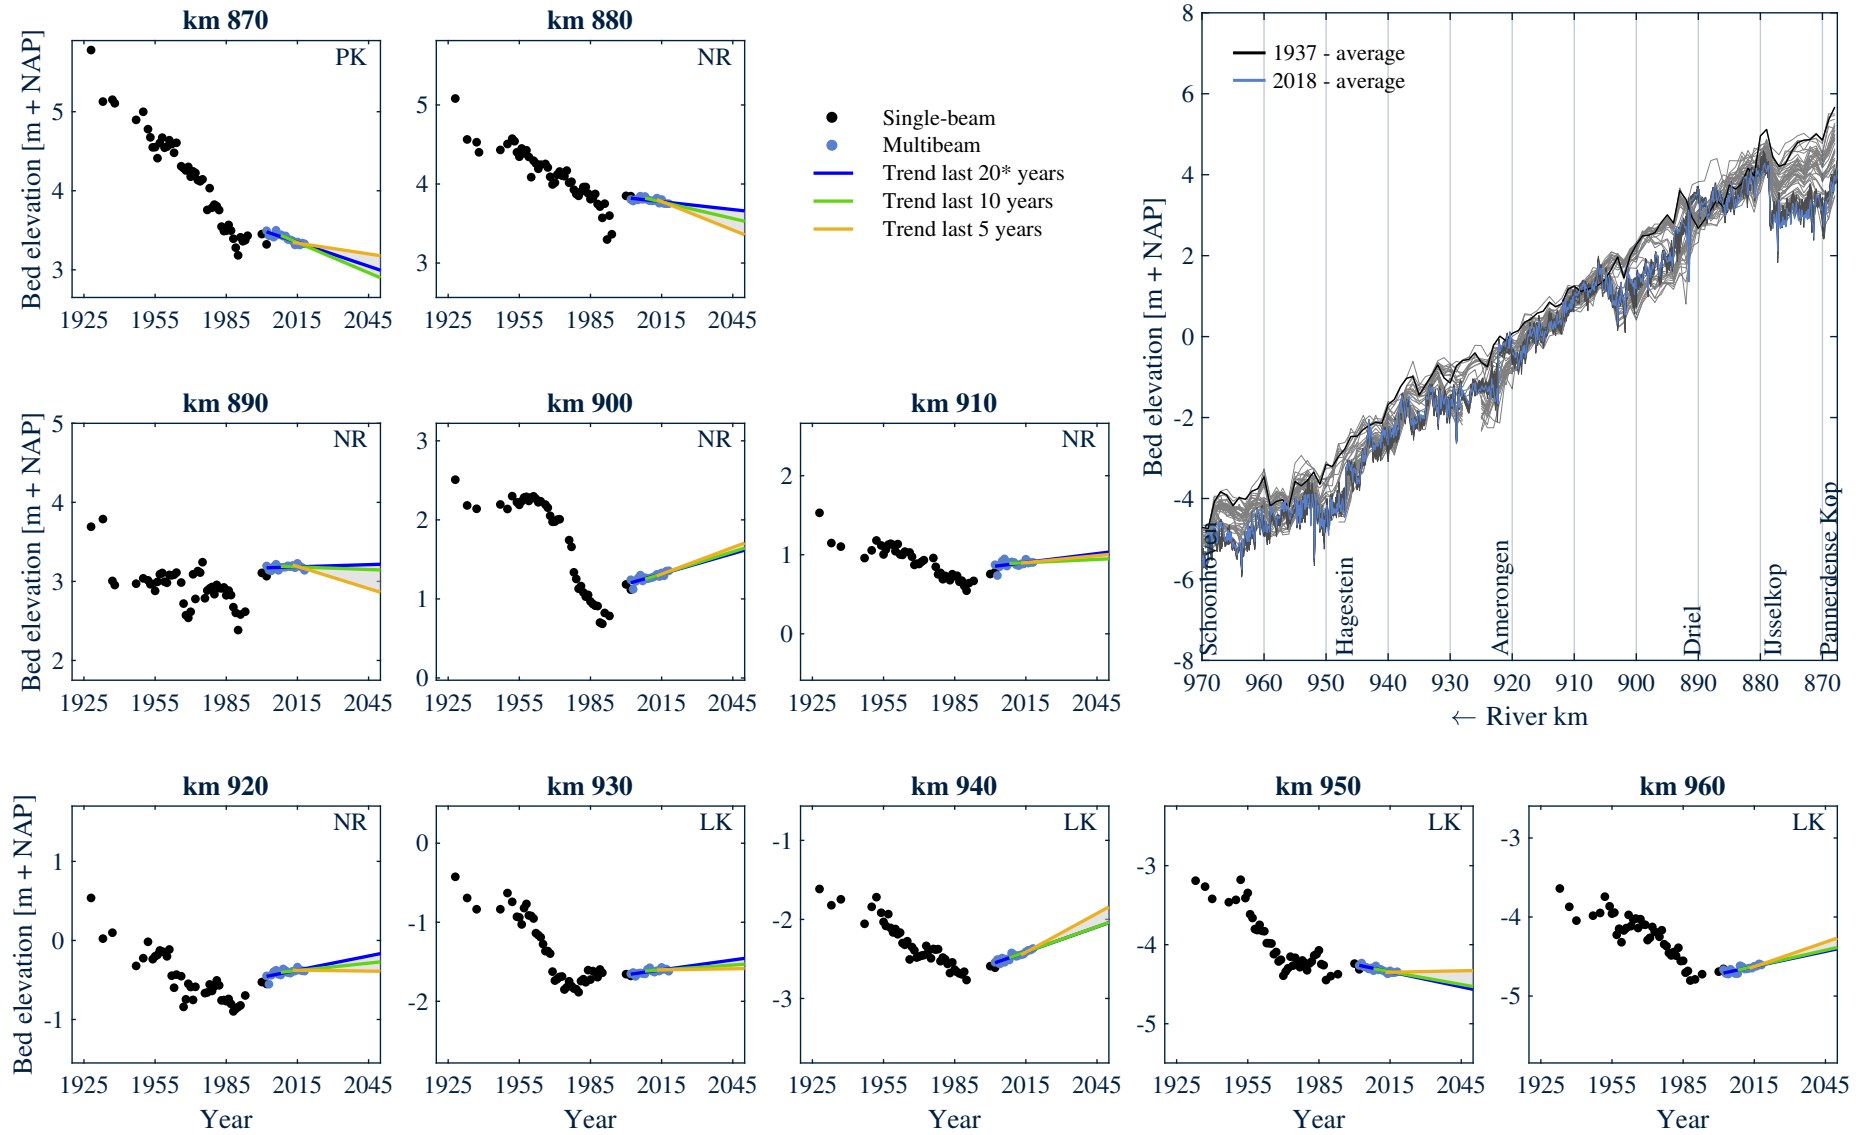 km 870
PK
Bed elevation [m + NAP]
5
4
3
1925 1955 1985 2015 2045
km 880
NR
5
4
3
1925 1955 1985 2015 2045
Single-beam
Multibeam
Trend last 20* years
Trend last 10 years
Trend last 5 years
1937 - average
2018 - average
Bed elevation [m + NAP]
8
6
4
2
0
-2
-4
-6
-8
Schoonhoven
Hagestein
Amerongen
Driel
IJsselkop
Pannerdense Kop
970 960 950 940 930 920 910 900 890 880 870
← River km
km 890
NR
Bed elevation [m + NAP]
5
4
3
2
1925 1955 1985 2015 2045
km 900
NR
3
2
1
0
1925 1955 1985 2015 2045
km 910
NR
2
1
0
1925 1955 1985 2015 2045
km 920
NR
Bed elevation [m + NAP]
1
0
-1
1925 1955 1985 2015 2045
Year
km 930
LK
0
-1
-2
1925 1955 1985 2015 2045
Year
km 940
LK
-1
-2
-3
1925 1955 1985 2015 2045
Year
km 950
LK
-3
-4
-5
1925 1955 1985 2015 2045
Year
km 960
LK
-3
-4
-5
1925 1955 1985 2015 2045
Year